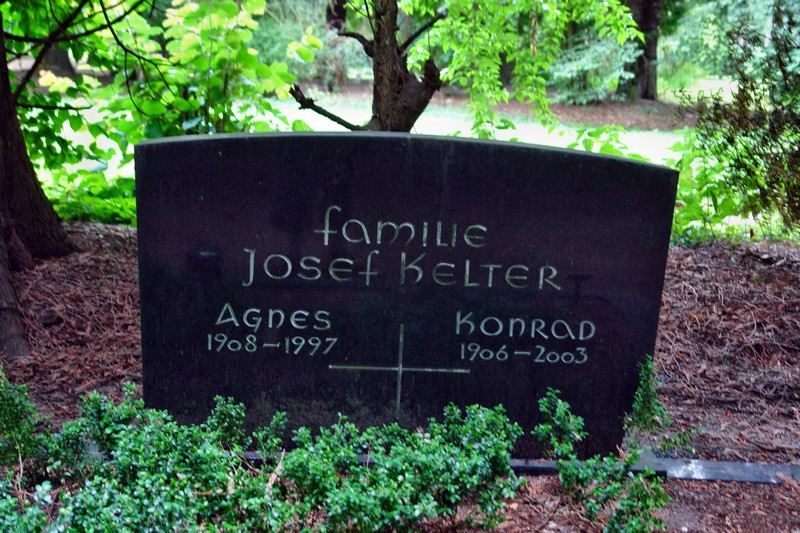 Familie
Josef Kelter
Agnes Konrad
1908-1997 1906-2003